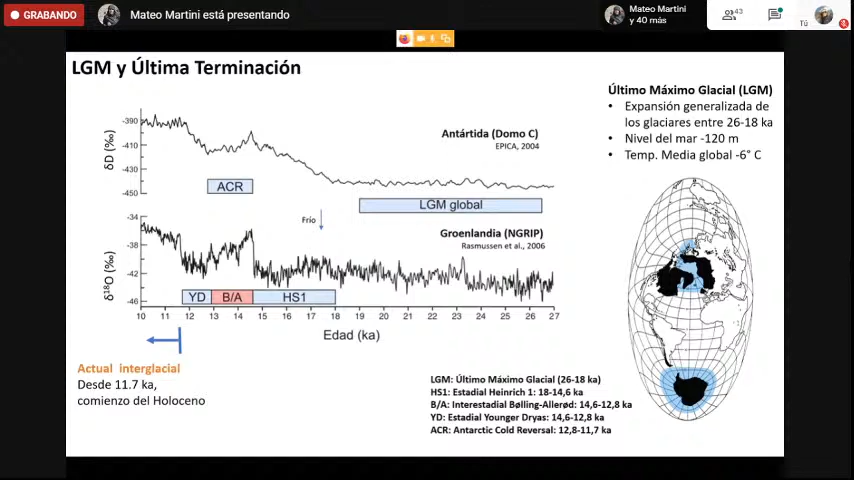 GRABANDO
Mateo Martini está presentando
Mateo Martini
y 40 más
43
Tú
LGM y Última Terminación
-390
-410
-430
-450
δD (‰)
Antártida (Domo C)
EPICA, 2004
ACR
LGM global
Frío
Groenlandia (NGRIP)
Rasmussen et al., 2006
-34
-38
-42
-46
δ¹⁸O (‰)
YD
B/A
HS1
10 11 12 13 14 15 16 17 18 19 20 21 22 23 24 25 26 27
Edad (ka)
Actual interglacial
Desde 11.7 ka,
comienzo del Holoceno
Último Máximo Glacial (LGM)
• Expansión generalizada de
los glaciares entre 26-18 ka
• Nivel del mar -120 m
• Temp. Media global -6° C
LGM: Último Máximo Glacial (26-18 ka)
HS1: Estadial Heinrich 1: 18-14,6 ka
B/A: Interestadial Bølling-Allerød: 14,6-12,8 ka
YD: Estadial Younger Dryas: 14,6-12,8 ka
ACR: Antarctic Cold Reversal: 12,8-11,7 ka